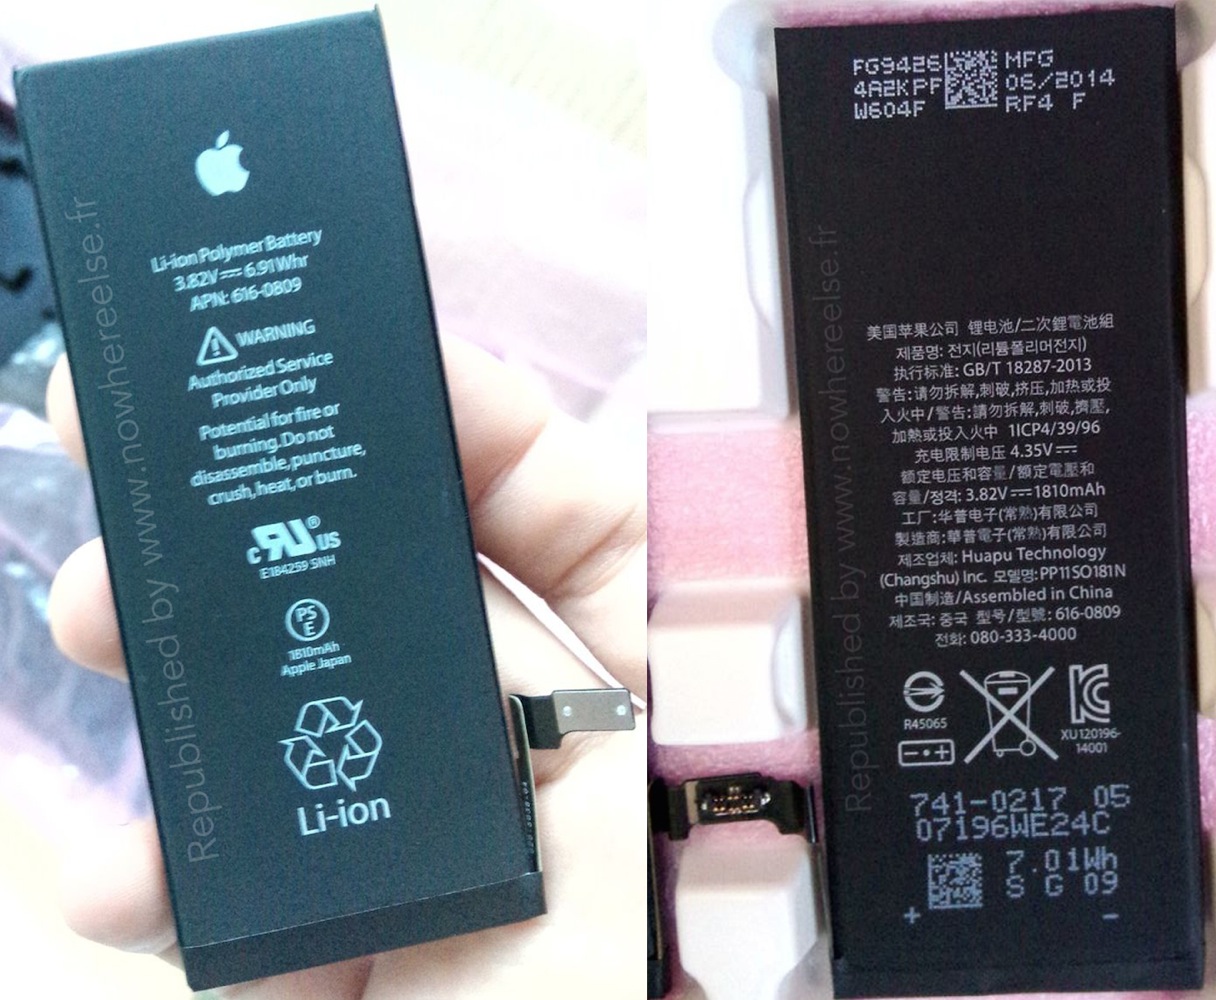 Li-ion Polymer Battery
3.82V⎓6.91Whr
APN: 616-0809
WARNING
Authorized Service
Provider Only
Potential for fire or
burning. Do not
disassemble, puncture,
crush, heat, or burn.
c RU US ®
E184259 SNH
PS
E
1810mAh
Apple Japan
Li-ion
Republished by www.nowhereelse.fr
FG9426
4A2KPF
W604F
MFG
06/2014
RF4 F
美国苹果公司 锂电池/二次鋰電池組
제품명: 전지(리튬폴리머전지)
执行标准: GB/T 18287-2013
警告:请勿拆解,刺破,挤压,加热或投
入火中/警告:請勿拆解,刺破,擠壓,
加熱或投入火中 1ICP4/39/96
充电限制电压 4.35V⎓
额定电压和容量/額定電壓和
容量/정격: 3.82V⎓1810mAh
工厂:华普电子(常熟)有限公司
製造商:華普電子(常熟)有限公司
제조업체: Huapu Technology
(Changshu) Inc. 모델명: PP11SO181N
中国制造/Assembled in China
제조국: 중국 型号/型號: 616-0809
전화: 080-333-4000
R45065
XU120196-
14001
741-0217 05
07196WE24C
7.01Wh
S G 09
+ -
Republished by www.nowhereelse.fr